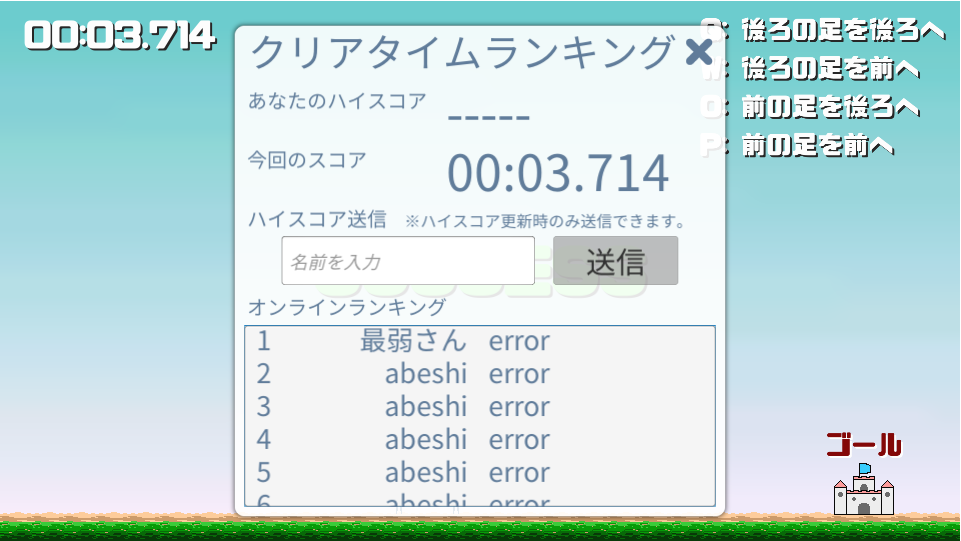 00:03.714
クリアタイムランキング
あなたのハイスコア -----
今回のスコア 00:03.714
ハイスコア送信 ※ハイスコア更新時のみ送信できます。
名前を入力 送信
オンラインランキング
1 最弱さん error
2 abeshi error
3 abeshi error
4 abeshi error
5 abeshi error
6 abeshi error
: 後ろの足を後ろへ
W: 後ろの足を前へ
O: 前の足を後ろへ
P: 前の足を前へ
ゴール